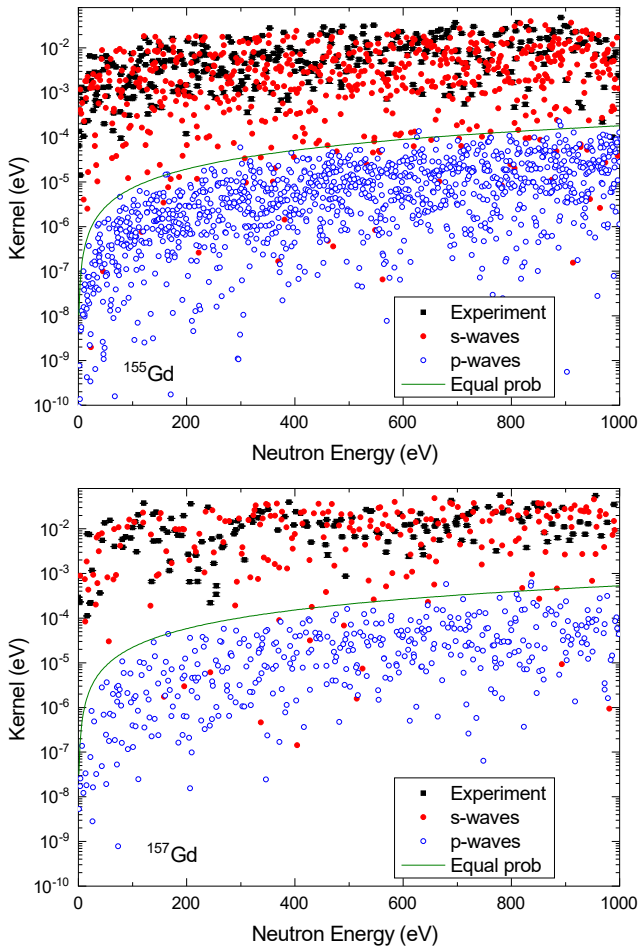 10⁻²
10⁻³
10⁻⁴
10⁻⁵
10⁻⁶
10⁻⁷
10⁻⁸
10⁻⁹
10⁻¹⁰
Kernel (eV)
Experiment
s-waves
p-waves
Equal prob
¹⁵⁵Gd
0 200 400 600 800 1000
Neutron Energy (eV)
10⁻²
10⁻³
10⁻⁴
10⁻⁵
10⁻⁶
10⁻⁷
10⁻⁸
10⁻⁹
10⁻¹⁰
Kernel (eV)
Experiment
s-waves
p-waves
Equal prob
¹⁵⁷Gd
0 200 400 600 800 1000
Neutron Energy (eV)